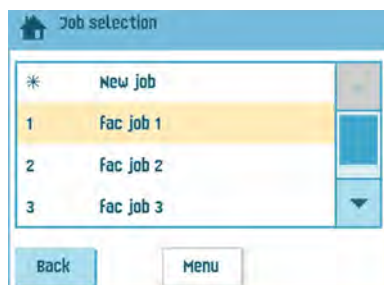 Job selection
* New job
1 fac job 1
2 fac job 2
3 fac job 3
Back Menu